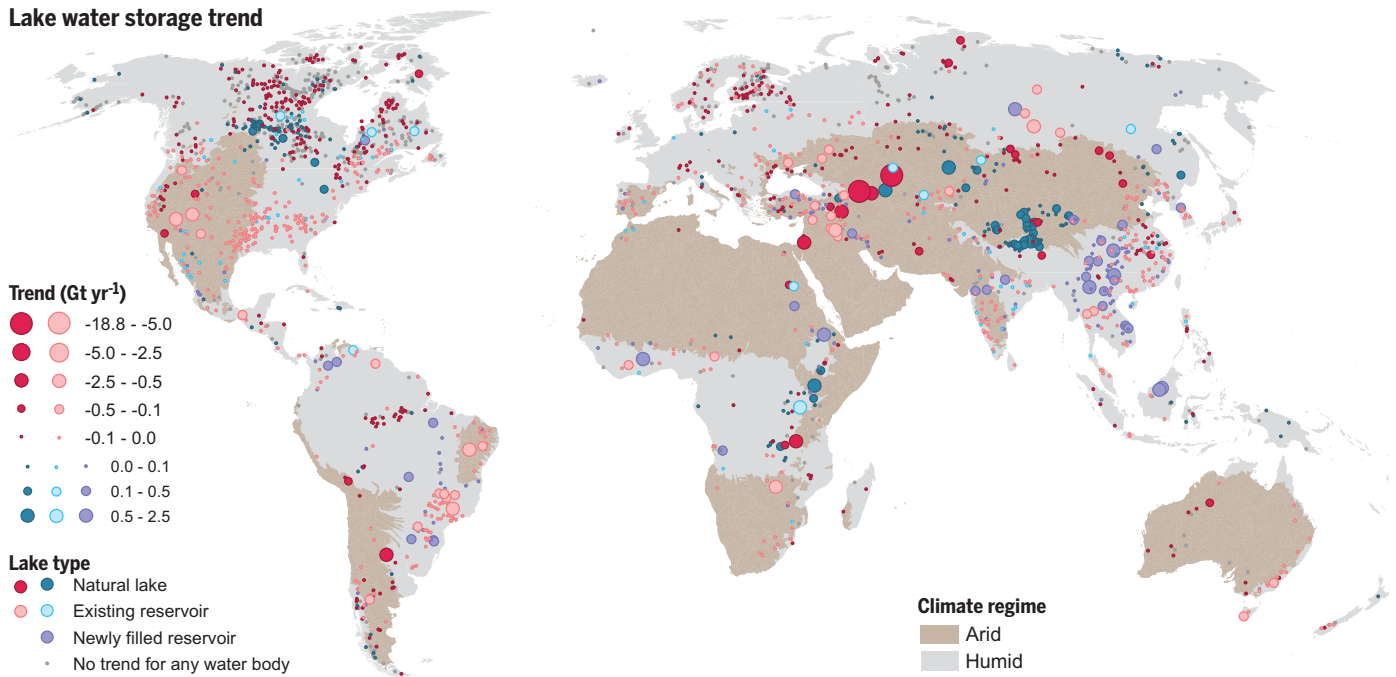 Lake water storage trend
Trend (Gt yr-1)
-18.8 - -5.0
-5.0 - -2.5
-2.5 - -0.5
-0.5 - -0.1
-0.1 - 0.0
0.0 - 0.1
0.1 - 0.5
0.5 - 2.5
Lake type
Natural lake
Existing reservoir
Newly filled reservoir
No trend for any water body
Climate regime
Arid
Humid